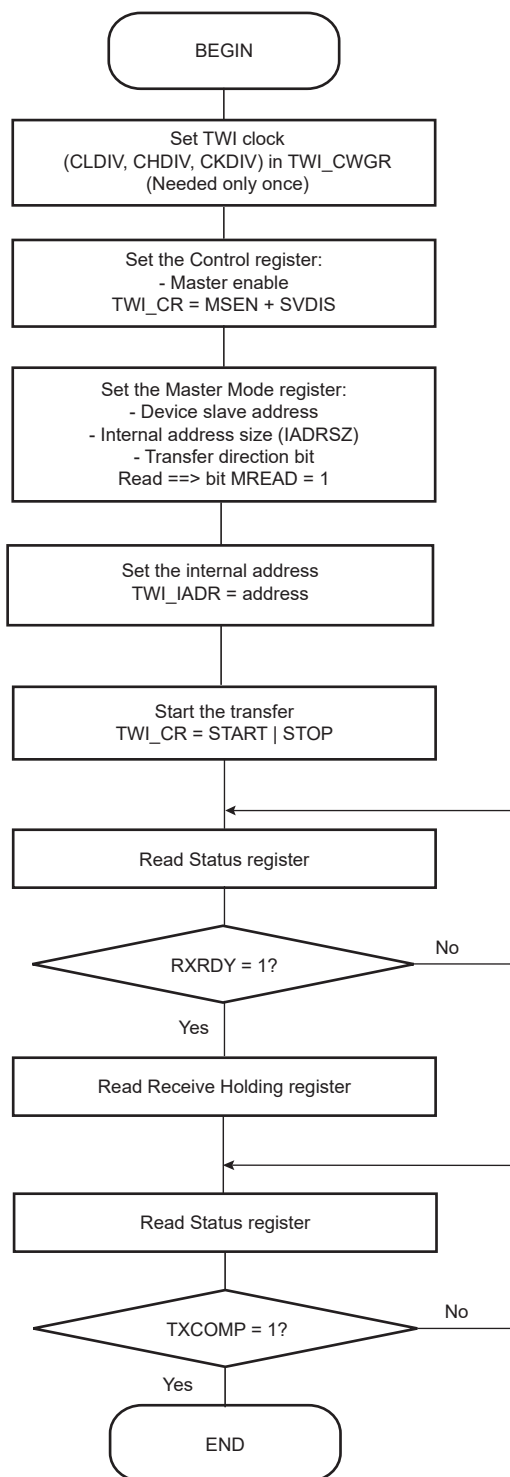 BEGIN
Set TWI clock
(CLDIV, CHDIV, CKDIV) in TWI_CWGR
(Needed only once)
Set the Control register:
- Master enable
TWI_CR = MSEN + SVDIS
Set the Master Mode register:
- Device slave address
- Internal address size (IADRSZ)
- Transfer direction bit
Read ==> bit MREAD = 1
Set the internal address
TWI_IADR = address
Start the transfer
TWI_CR = START | STOP
Read Status register
RXRDY = 1?
No
Yes
Read Receive Holding register
Read Status register
TXCOMP = 1?
No
Yes
END